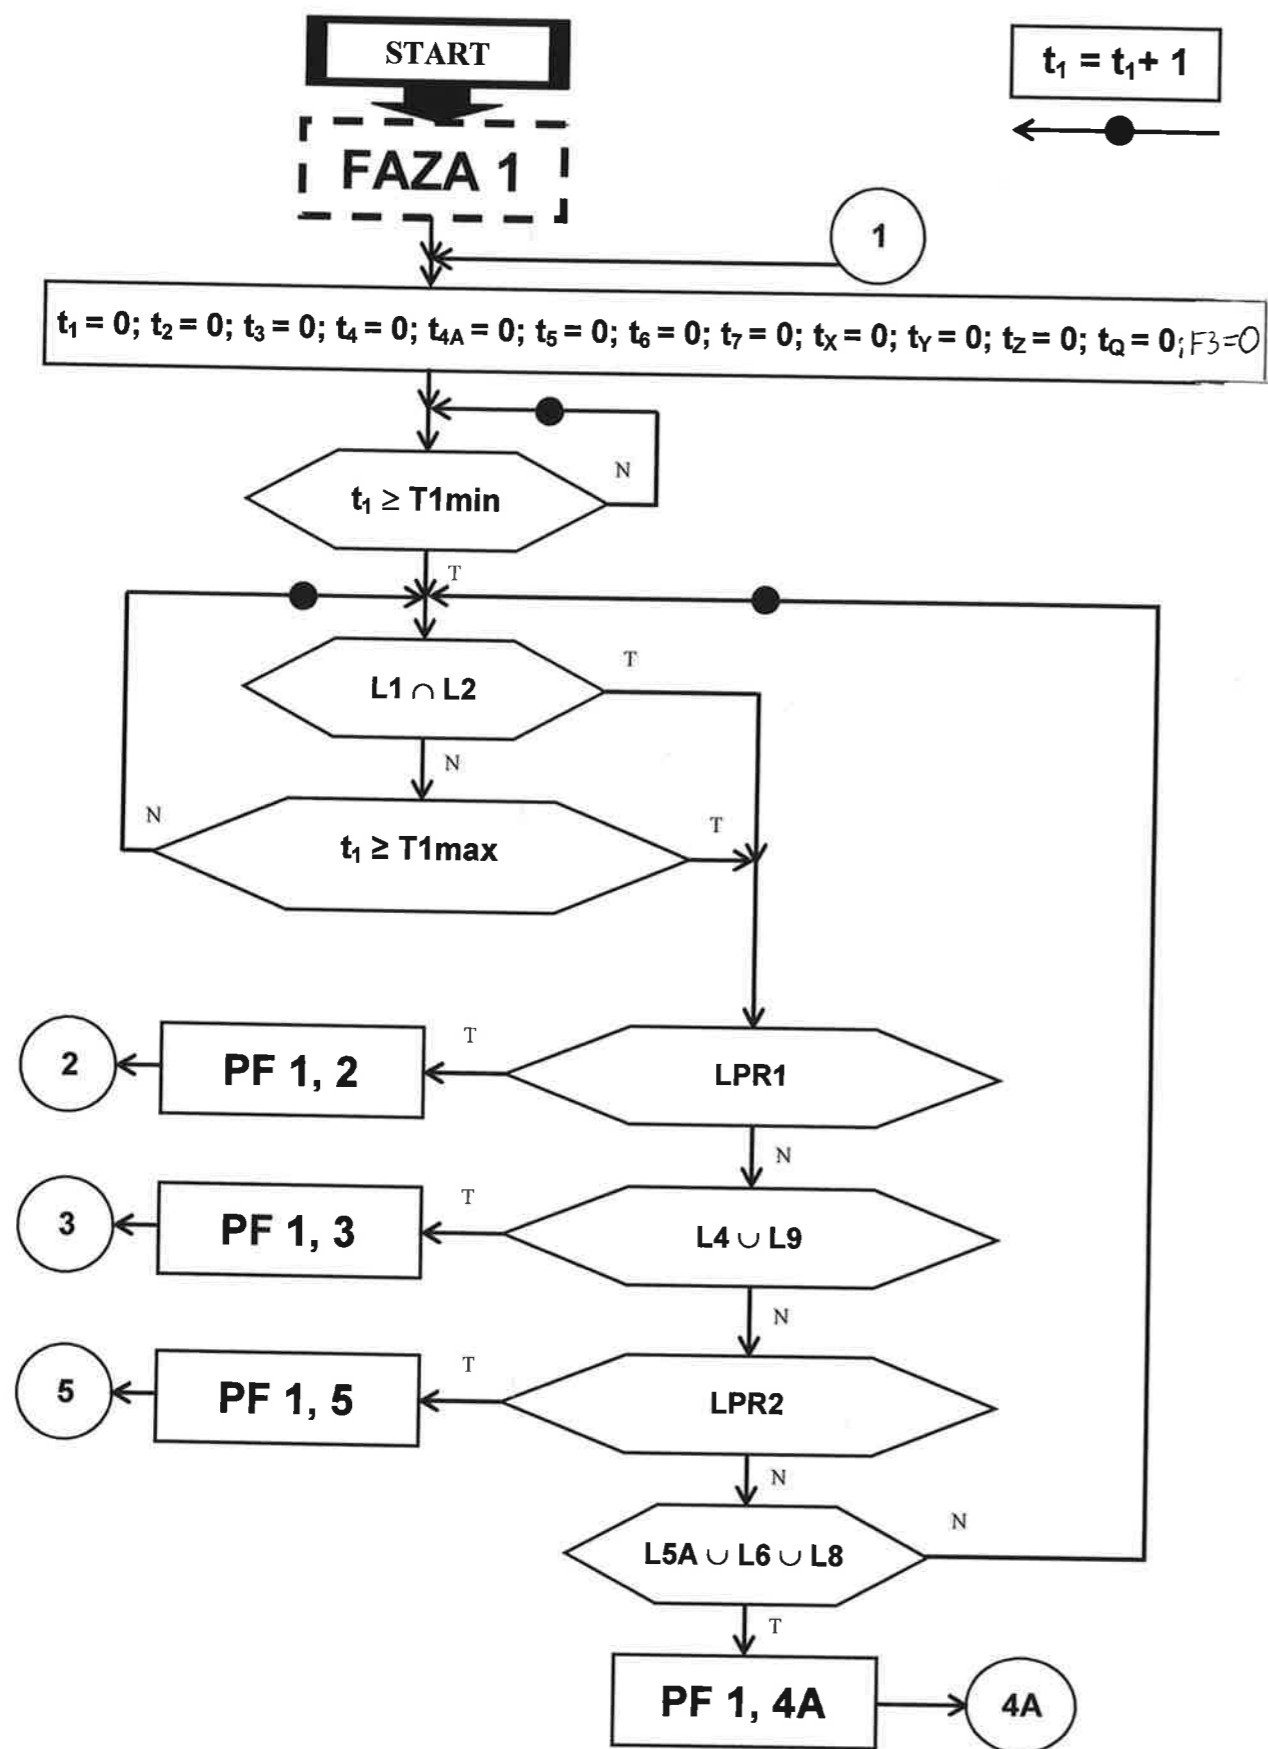 START
t₁ = t₁+ 1
FAZA 1
1
t₁ = 0; t₂ = 0; t₃ = 0; t₄ = 0; t₄A = 0; t₅ = 0; t₆ = 0; t₇ = 0; tX = 0; tY = 0; tZ = 0; tQ = 0; F3=0
N
t₁ ≥ T1min
T
T
L1 ∩ L2
N
N
T
t₁ ≥ T1max
2
PF 1, 2
T
LPR1
N
3
PF 1, 3
T
L4 ∪ L9
N
5
PF 1, 5
T
LPR2
N
N
L5A ∪ L6 ∪ L8
T
PF 1, 4A
4A